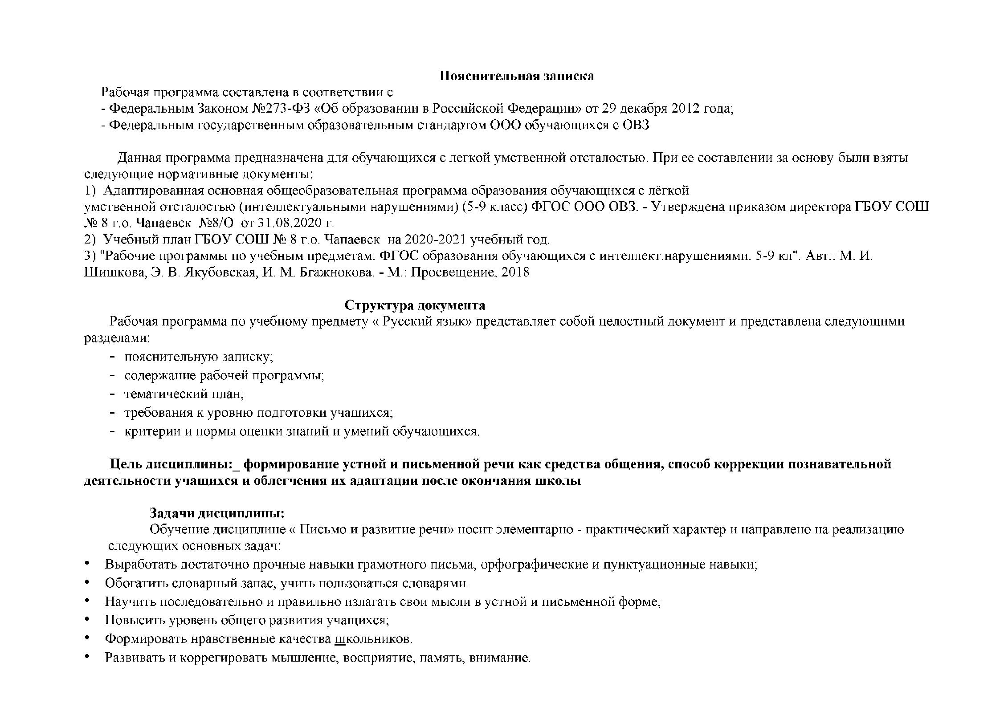 Пояснительная записка
Рабочая программа составлена в соответствии с
- Федеральным Законом №273-ФЗ «Об образовании в Российской Федерации» от 29 декабря 2012 года;
- Федеральным государственным образовательным стандартом ООО обучающихся с ОВЗ
Данная программа предназначена для обучающихся с легкой умственной отсталостью. При ее составлении за основу были взяты
следующие нормативные документы:
1) Адаптированная основная общеобразовательная программа образования обучающихся с лёгкой
умственной отсталостью (интеллектуальными нарушениями) (5-9 класс) ФГОС ООО ОВЗ. - Утверждена приказом директора ГБОУ СОШ
№ 8 г.о. Чапаевск №8/О от 31.08.2020 г.
2) Учебный план ГБОУ СОШ № 8 г.о. Чапаевск на 2020-2021 учебный год.
3) "Рабочие программы по учебным предметам. ФГОС образования обучающихся с интеллект.нарушениями. 5-9 кл". Авт.: М. И.
Шишкова, Э. В. Якубовская, И. М. Бгажнокова. - М.: Просвещение, 2018
Структура документа
Рабочая программа по учебному предмету « Русский язык» представляет собой целостный документ и представлена следующими
разделами:
- пояснительную записку;
- содержание рабочей программы;
- тематический план;
- требования к уровню подготовки учащихся;
- критерии и нормы оценки знаний и умений обучающихся.
Цель дисциплины:_ формирование устной и письменной речи как средства общения, способ коррекции познавательной
деятельности учащихся и облегчения их адаптации после окончания школы
Задачи дисциплины:
Обучение дисциплине « Письмо и развитие речи» носит элементарно - практический характер и направлено на реализацию
следующих основных задач:
• Выработать достаточно прочные навыки грамотного письма, орфографические и пунктуационные навыки;
• Обогатить словарный запас, учить пользоваться словарями.
• Научить последовательно и правильно излагать свои мысли в устной и письменной форме;
• Повысить уровень общего развития учащихся;
• Формировать нравственные качества школьников.
• Развивать и коррегировать мышление, восприятие, память, внимание.